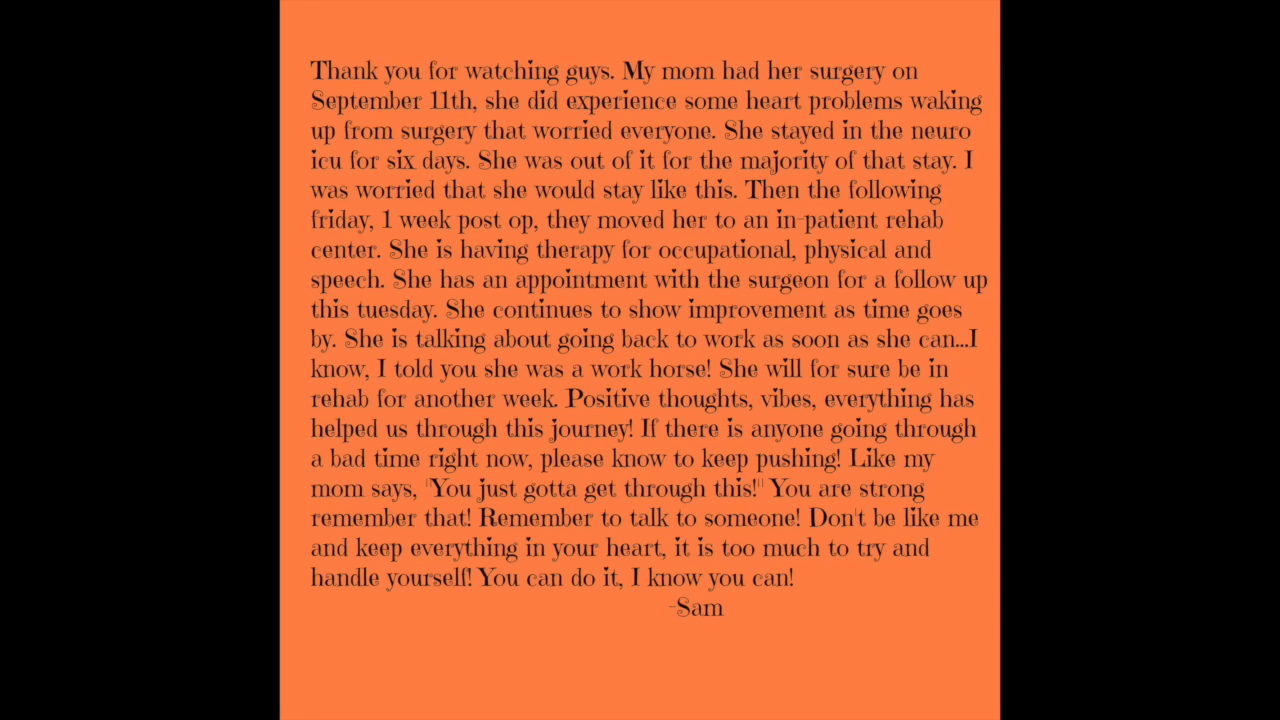 Thank you for watching guys. My mom had her surgery on
September 11th, she did experience some heart problems waking
up from surgery that worried everyone. She stayed in the neuro
icu for six days. She was out of it for the majority of that stay. I
was worried that she would stay like this. Then the following
friday, 1 week post op, they moved her to an in-patient rehab
center. She is having therapy for occupational, physical and
speech. She has an appointment with the surgeon for a follow up
this tuesday. She continues to show improvement as time goes
by. She is talking about going back to work as soon as she can...I
know, I told you she was a work horse! She will for sure be in
rehab for another week. Positive thoughts, vibes, everything has
helped us through this journey! If there is anyone going through
a bad time right now, please know to keep pushing! Like my
mom says, "You just gotta get through this!" You are strong
remember that! Remember to talk to someone! Don't be like me
and keep everything in your heart, it is too much to try and
handle yourself! You can do it, I know you can!
-Sam